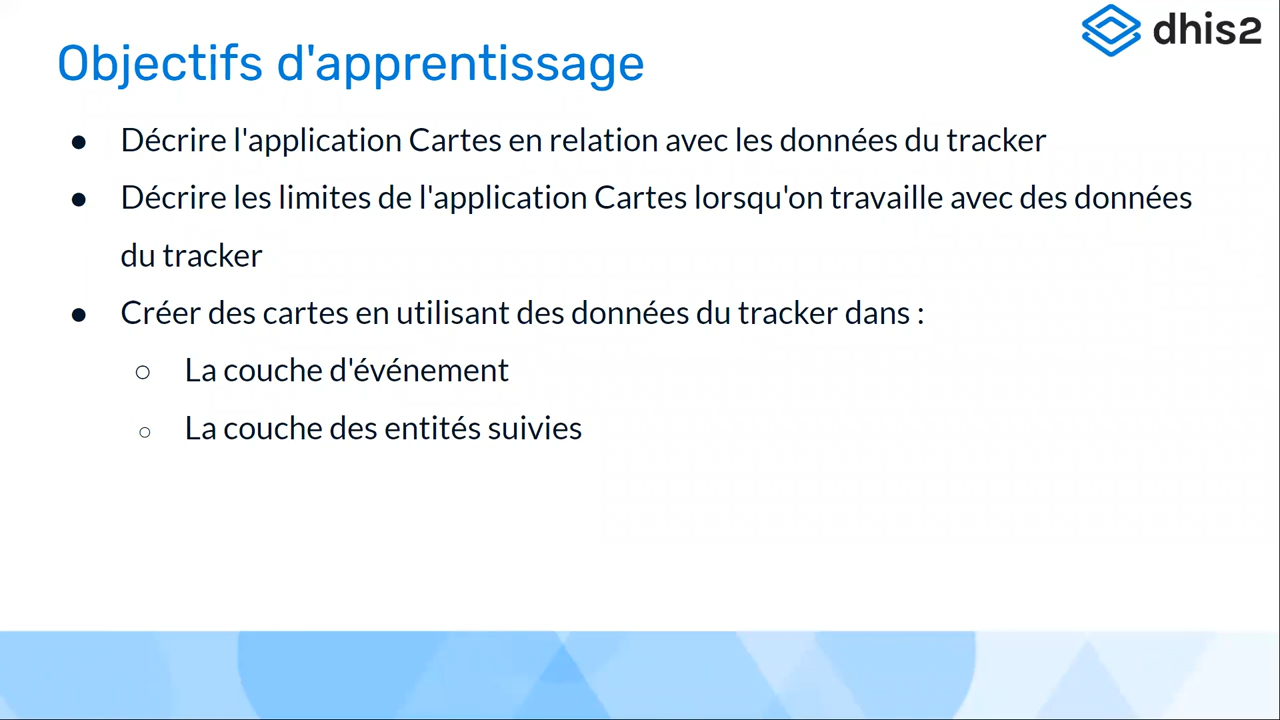 dhis2
Objectifs d'apprentissage
● Décrire l'application Cartes en relation avec les données du tracker
● Décrire les limites de l'application Cartes lorsqu'on travaille avec des données
du tracker
● Créer des cartes en utilisant des données du tracker dans :
○ La couche d'événement
○ La couche des entités suivies